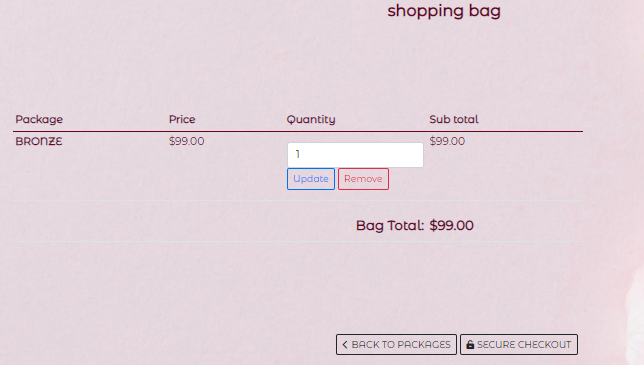 shopping bag
Package Price Quantity Sub total
BRONZE $99.00 1 $99.00
Update Remove
Bag Total: $99.00
BACK TO PACKAGES SECURE CHECKOUT